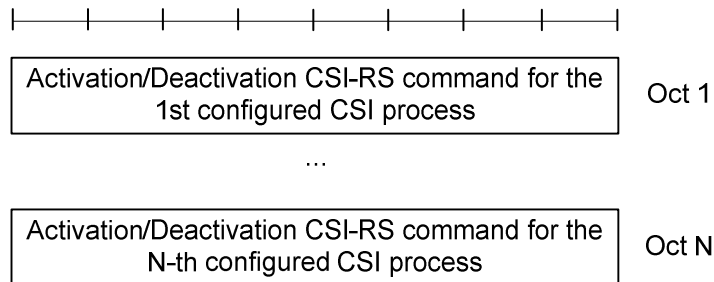 Activation/Deactivation CSI-RS command for the
1st configured CSI process
Oct 1
...
Activation/Deactivation CSI-RS command for the
N-th configured CSI process
Oct N